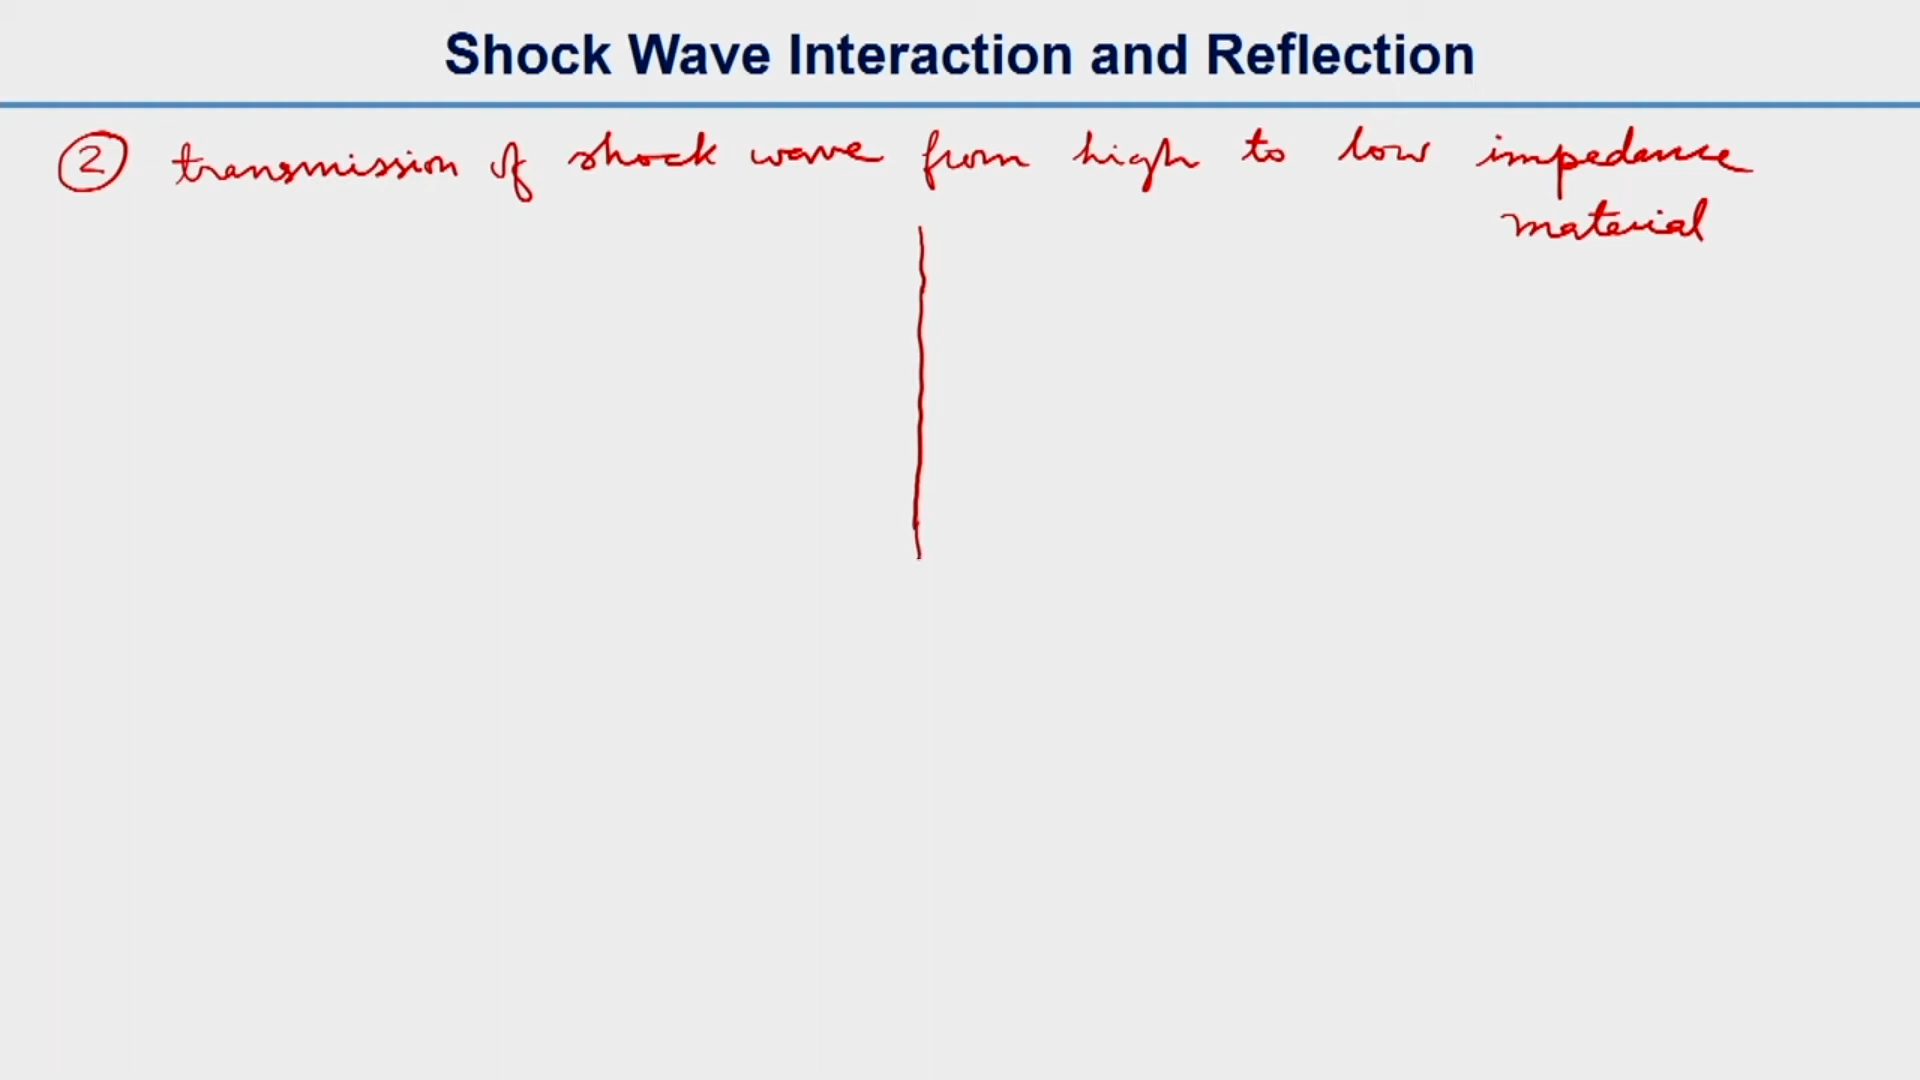 Shock Wave Interaction and Reflection
② transmission of shock wave from high to low impedance
material